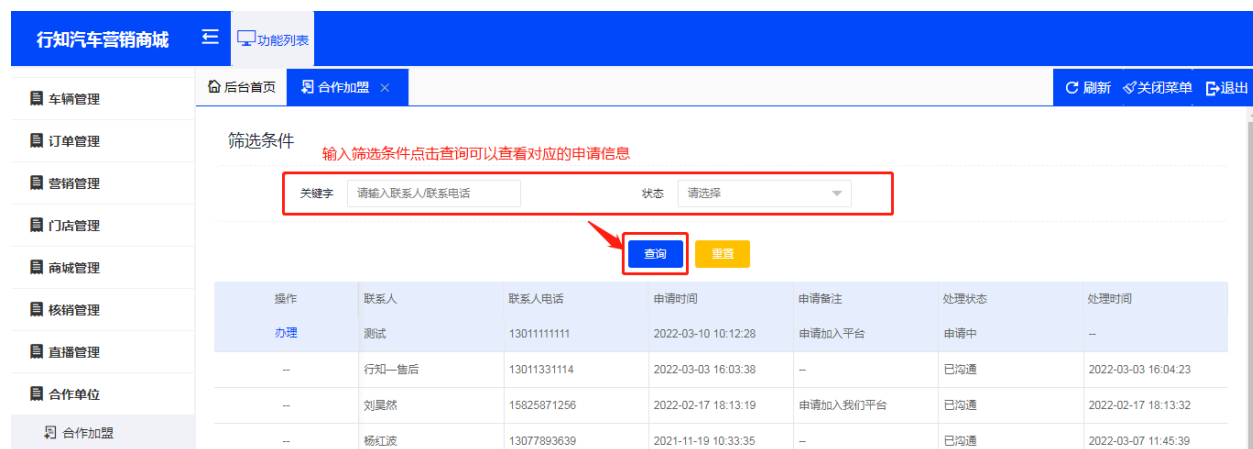 行知汽车营销商城 功能列表
后台首页 合作加盟 × 刷新 关闭菜单 退出
车辆管理
订单管理
营销管理
门店管理
商城管理
核销管理
直播管理
合作单位
合作加盟
筛选条件
输入筛选条件点击查询可以查看对应的申请信息
关键字 请输入联系人/联系电话 状态 请选择
查询 重置
操作 联系人 联系人电话 申请时间 申请备注 处理状态 处理时间
办理 测试 13011111111 2022-03-10 10:12:28 申请加入平台 申请中 --
-- 行知—售后 13011331114 2022-03-03 16:03:38 -- 已沟通 2022-03-03 16:04:23
-- 刘昊然 15825871256 2022-02-17 18:13:19 申请加入我们平台 已沟通 2022-02-17 18:13:32
-- 杨红波 13077893639 2021-11-19 10:33:35 -- 已沟通 2022-03-07 11:45:39